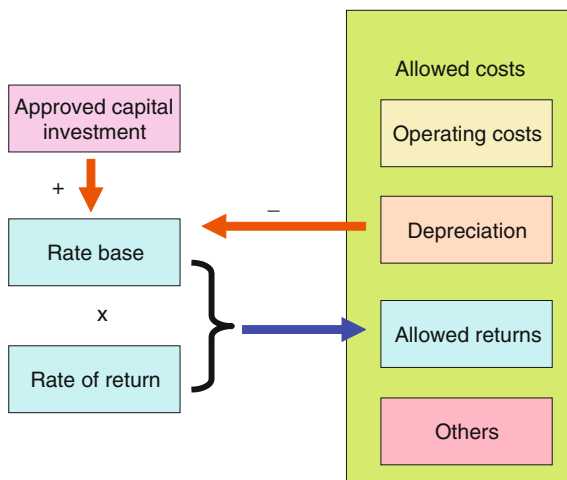 Approved capital
investment
+
Rate base
x
Rate of return
Allowed costs
Operating costs
–
Depreciation
Allowed returns
Others